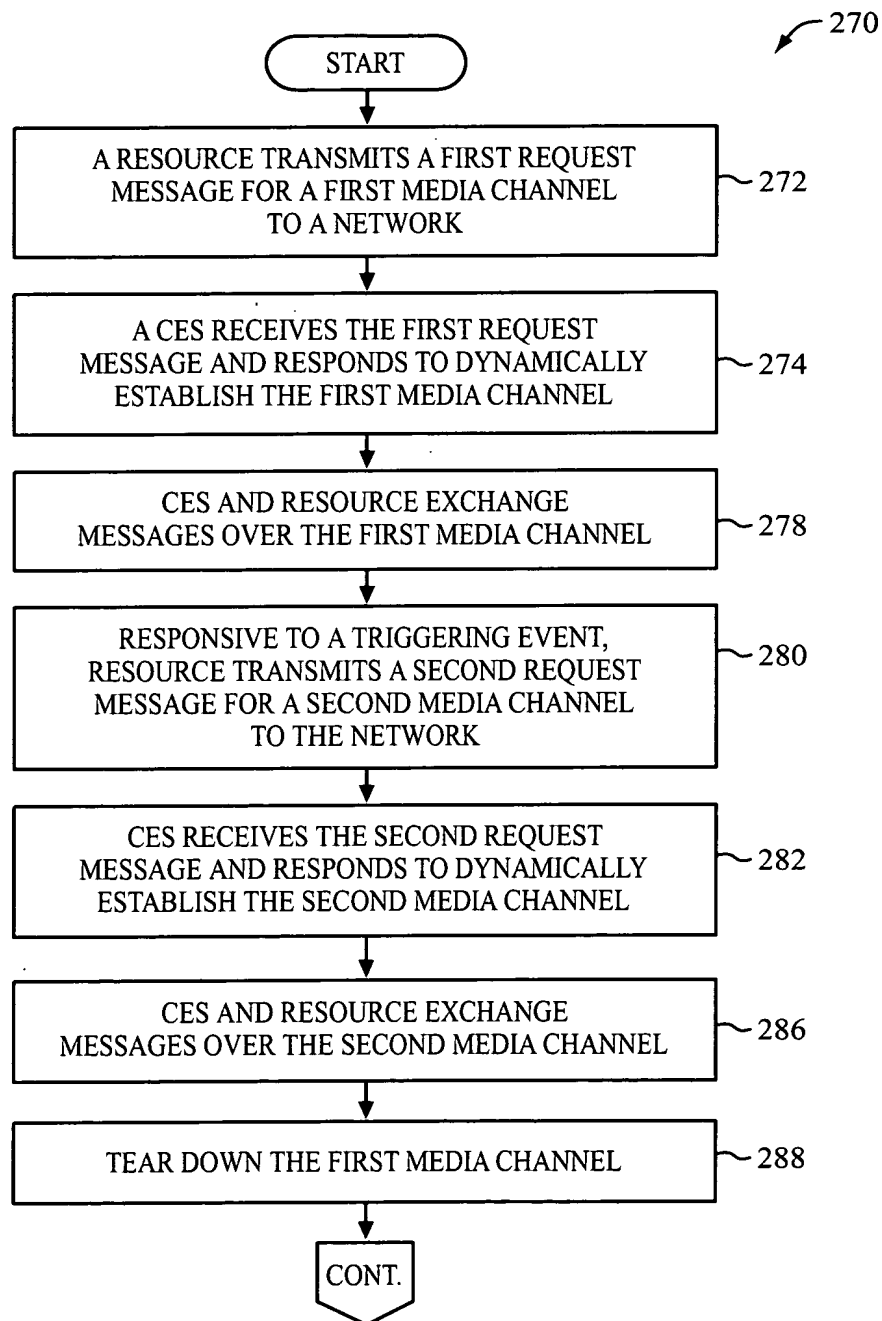 270
START
A RESOURCE TRANSMITS A FIRST REQUEST
MESSAGE FOR A FIRST MEDIA CHANNEL
TO A NETWORK
272
A CES RECEIVES THE FIRST REQUEST
MESSAGE AND RESPONDS TO DYNAMICALLY
ESTABLISH THE FIRST MEDIA CHANNEL
274
CES AND RESOURCE EXCHANGE
MESSAGES OVER THE FIRST MEDIA CHANNEL
278
RESPONSIVE TO A TRIGGERING EVENT,
RESOURCE TRANSMITS A SECOND REQUEST
MESSAGE FOR A SECOND MEDIA CHANNEL
TO THE NETWORK
280
CES RECEIVES THE SECOND REQUEST
MESSAGE AND RESPONDS TO DYNAMICALLY
ESTABLISH THE SECOND MEDIA CHANNEL
282
CES AND RESOURCE EXCHANGE
MESSAGES OVER THE SECOND MEDIA CHANNEL
286
TEAR DOWN THE FIRST MEDIA CHANNEL
288
CONT.